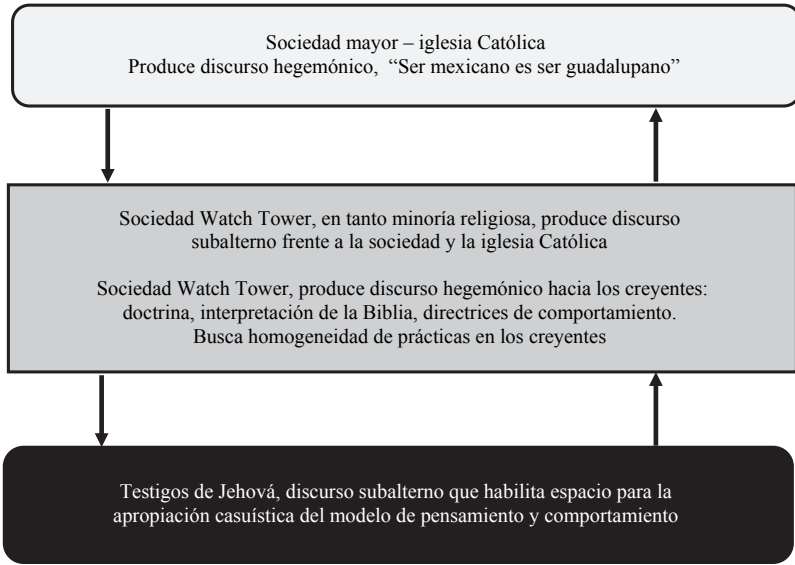 Sociedad mayor – iglesia Católica
Produce discurso hegemónico, “Ser mexicano es ser guadalupano”
Sociedad Watch Tower, en tanto minoría religiosa, produce discurso
subalterno frente a la sociedad y la iglesia Católica
Sociedad Watch Tower, produce discurso hegemónico hacia los creyentes:
doctrina, interpretación de la Biblia, directrices de comportamiento.
Busca homogeneidad de prácticas en los creyentes
Testigos de Jehová, discurso subalterno que habilita espacio para la
apropiación casuística del modelo de pensamiento y comportamiento